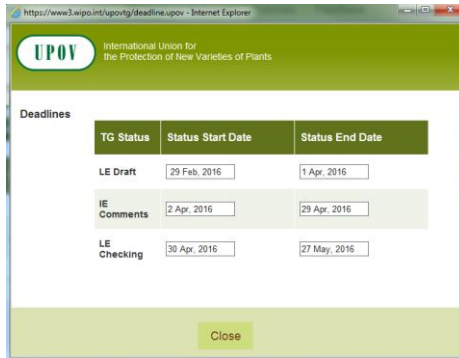 https://www3.wipo.int/upovtg/deadline.upov - Internet Explorer
UPOV
International Union for
the Protection of New Varieties of Plants
Deadlines
TG Status Status Start Date Status End Date
LE Draft 29 Feb, 2016 1 Apr, 2016
IE
Comments 2 Apr, 2016 29 Apr, 2016
LE
Checking 30 Apr, 2016 27 May, 2016
Close